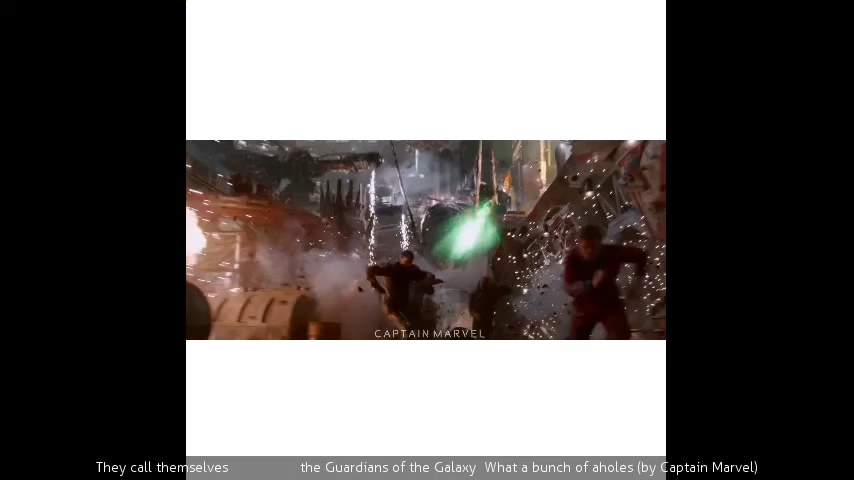 CAPTAIN MARVEL
They call themselves the Guardians of the Galaxy What a bunch of aholes (by Captain Marvel)